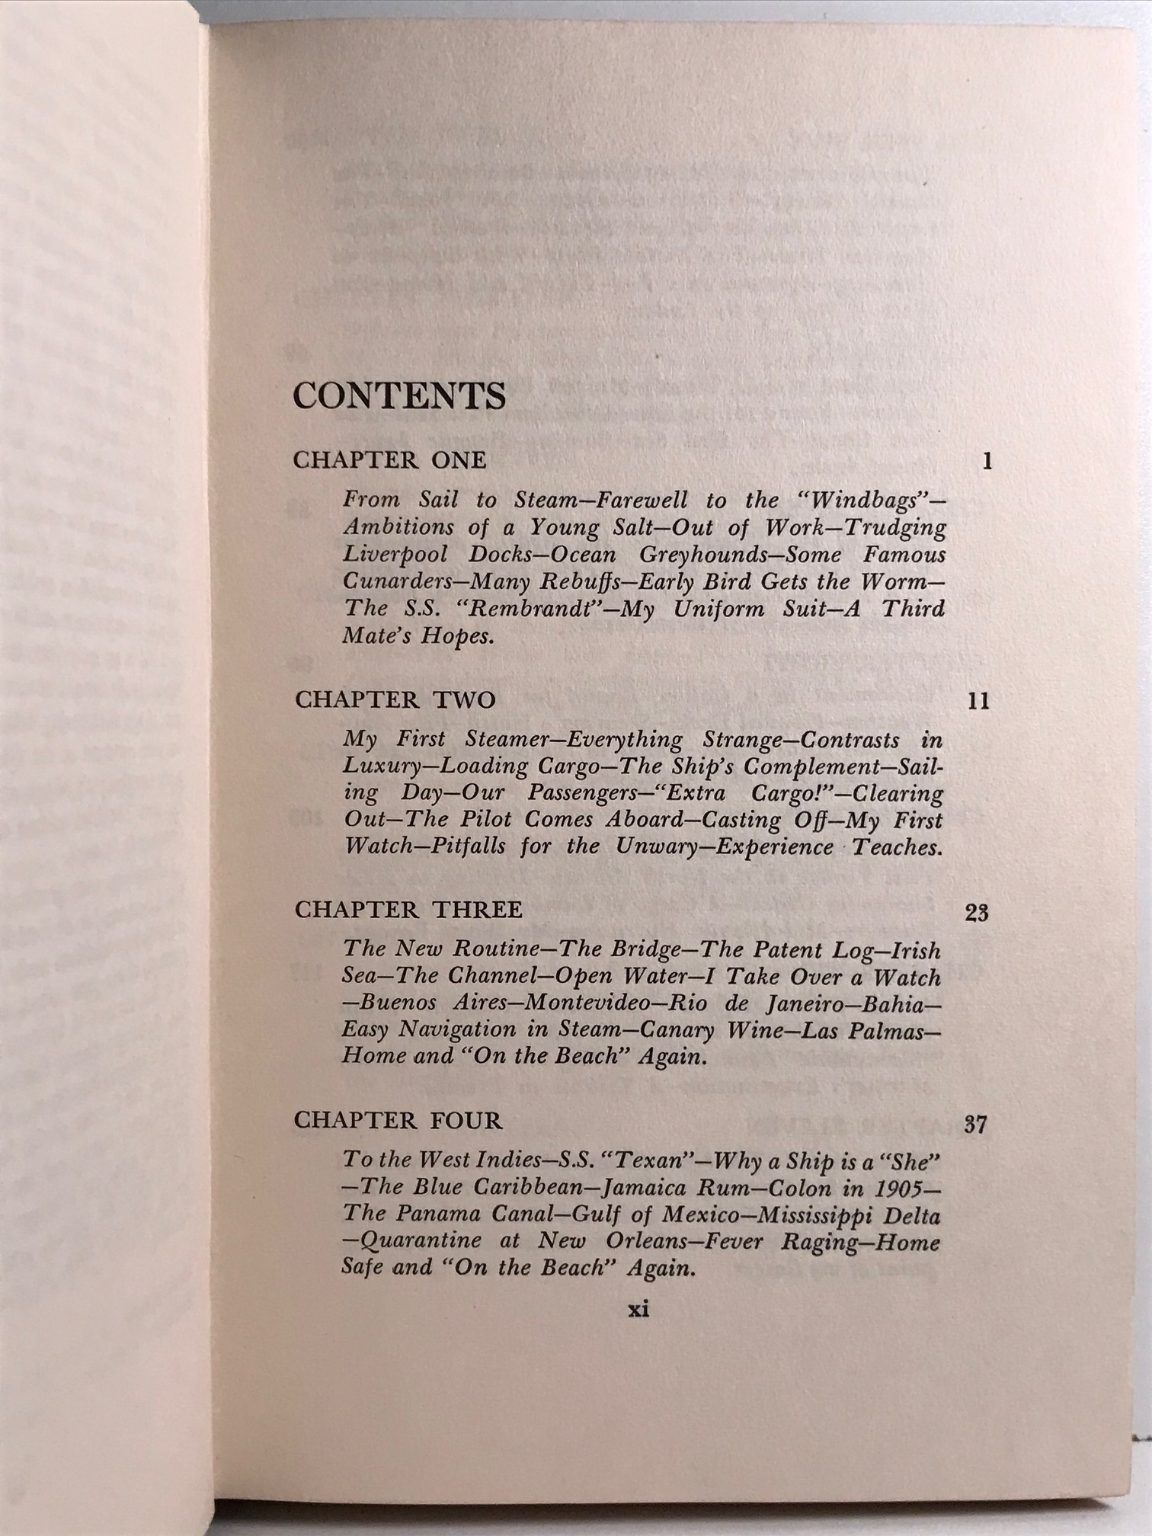 CONTENTS
CHAPTER ONE 1
From Sail to Steam—Farewell to the “Windbags”—
Ambitions of a Young Salt—Out of Work—Trudging
Liverpool Docks—Ocean Greyhounds—Some Famous
Cunarders—Many Rebuffs—Early Bird Gets the Worm—
The S.S. “Rembrandt”—My Uniform Suit—A Third
Mate’s Hopes.
CHAPTER TWO 11
My First Steamer—Everything Strange—Contrasts in
Luxury—Loading Cargo—The Ship’s Complement—Sail-
ing Day—Our Passengers—“Extra Cargo!”—Clearing
Out—The Pilot Comes Aboard—Casting Off—My First
Watch—Pitfalls for the Unwary—Experience Teaches.
CHAPTER THREE 23
The New Routine—The Bridge—The Patent Log—Irish
Sea—The Channel—Open Water—I Take Over a Watch
—Buenos Aires—Montevideo—Rio de Janeiro—Bahia—
Easy Navigation in Steam—Canary Wine—Las Palmas—
Home and “On the Beach” Again.
CHAPTER FOUR 37
To the West Indies—S.S. “Texan”—Why a Ship is a “She”
—The Blue Caribbean—Jamaica Rum—Colon in 1905—
The Panama Canal—Gulf of Mexico—Mississippi Delta
—Quarantine at New Orleans—Fever Raging—Home
Safe and “On the Beach” Again.
xi